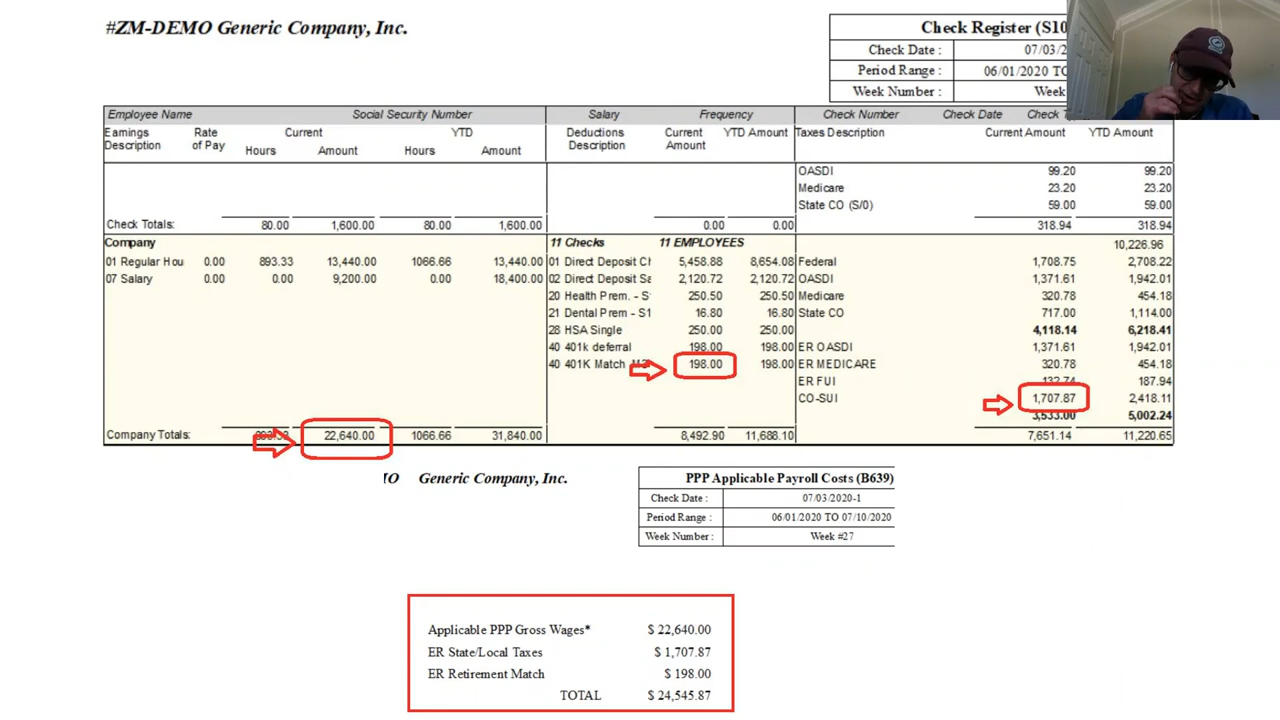 #ZM-DEMO Generic Company, Inc.
Check Register (S10
Check Date : 07/03/2
Period Range : 06/01/2020 TO
Week Number : Week
Employee Name Social Security Number Salary Frequency Check Number Check Date Check T
Earnings Description Rate of Pay Current Hours Amount YTD Hours Amount Deductions Description Current Amount YTD Amount Taxes Description Current Amount YTD Amount
OASDI 99.20 99.20
Medicare 23.20 23.20
State CO (S/0) 59.00 59.00
Check Totals: 80.00 1,600.00 80.00 1,600.00 0.00 0.00 318.94 318.94
Company 11 Checks 11 EMPLOYEES 10,226.96
01 Regular Hou 0.00 893.33 13,440.00 1066.66 13,440.00 01 Direct Deposit Ch 5,458.88 8,654.08 Federal 1,708.75 2,708.22
07 Salary 0.00 0.00 9,200.00 0.00 18,400.00 02 Direct Deposit Sa 2,120.72 2,120.72 OASDI 1,371.61 1,942.01
20 Health Prem. - S 250.50 250.50 Medicare 320.78 454.18
21 Dental Prem - S1 16.80 16.80 State CO 717.00 1,114.00
28 HSA Single 250.00 250.00 4,118.14 6,218.41
40 401k deferral 198.00 198.00 ER OASDI 1,371.61 1,942.01
40 401K Match 198.00 198.00 ER MEDICARE 320.78 454.18
ER FUI 132.74 187.94
CO-SUI 1,707.87 2,418.11
3,533.00 5,002.24
Company Totals: 893.33 22,640.00 1066.66 31,840.00 8,492.90 11,688.10 7,651.14 11,220.65
MO Generic Company, Inc.
PPP Applicable Payroll Costs (B639)
Check Date : 07/03/2020-1
Period Range : 06/01/2020 TO 07/10/2020
Week Number : Week #27
Applicable PPP Gross Wages* $ 22,640.00
ER State/Local Taxes $ 1,707.87
ER Retirement Match $ 198.00
TOTAL $ 24,545.87